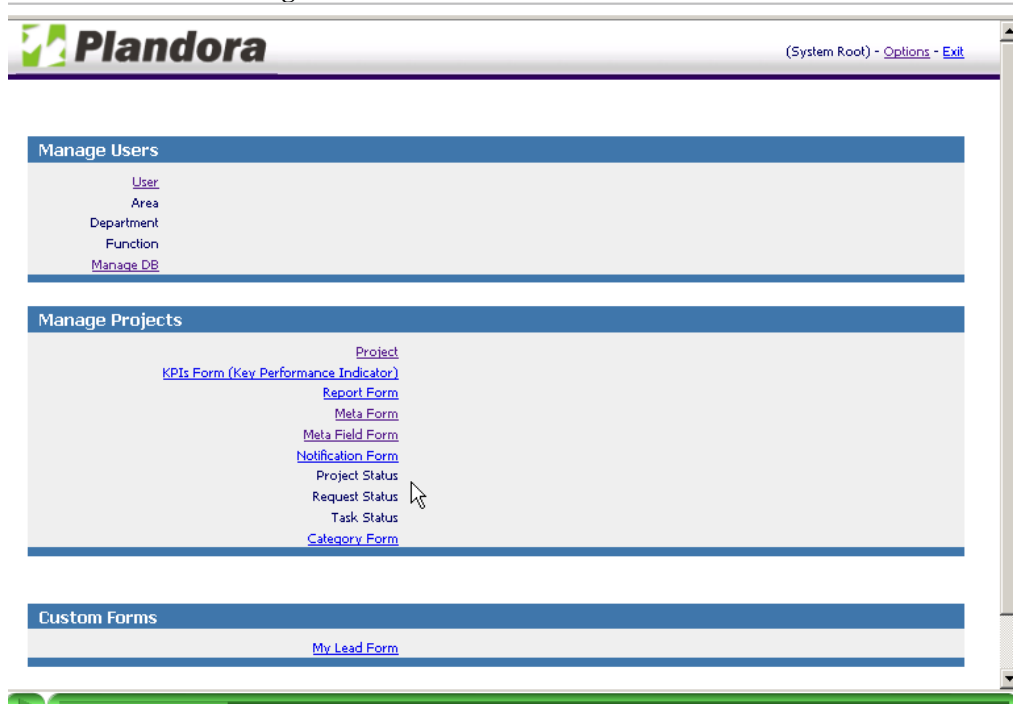 Plandora
(System Root) - Options - Exit
Manage Users
User
Area
Department
Function
Manage DB
Manage Projects
Project
KPIs Form (Key Performance Indicator)
Report Form
Meta Form
Meta Field Form
Notification Form
Project Status
Request Status
Task Status
Category Form
Custom Forms
My Lead Form